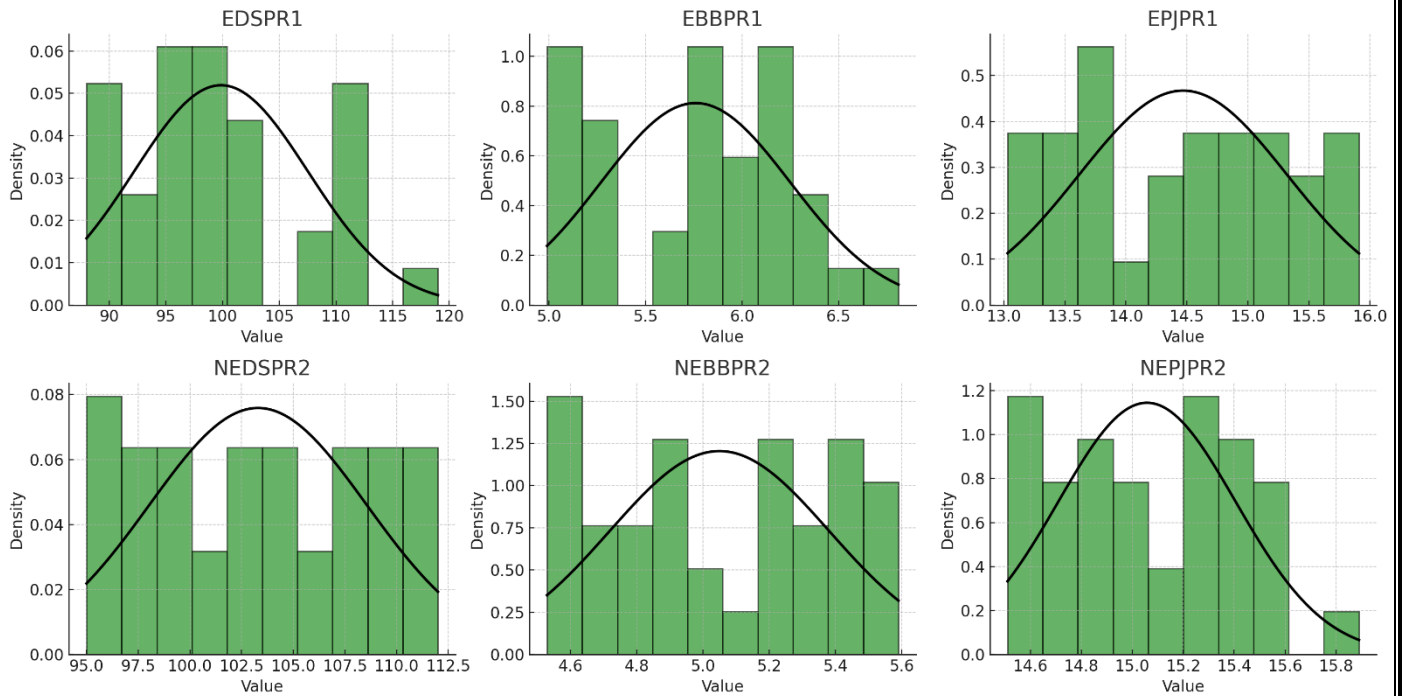 EDSPR1
0.06
0.05
0.04
0.03
0.02
0.01
0.00
Density
90 95 100 105 110 115 120
Value
EBBPR1
1.0
0.8
0.6
0.4
0.2
0.0
Density
5.0 5.5 6.0 6.5
Value
EPJPR1
0.5
0.4
0.3
0.2
0.1
0.0
Density
13.0 13.5 14.0 14.5 15.0 15.5 16.0
Value
NEDSPR2
0.08
0.06
0.04
0.02
0.00
Density
95.0 97.5 100.0 102.5 105.0 107.5 110.0 112.5
Value
NEBBPR2
1.50
1.25
1.00
0.75
0.50
0.25
0.00
Density
4.6 4.8 5.0 5.2 5.4 5.6
Value
NEPJPR2
1.2
1.0
0.8
0.6
0.4
0.2
0.0
Density
14.6 14.8 15.0 15.2 15.4 15.6 15.8
Value